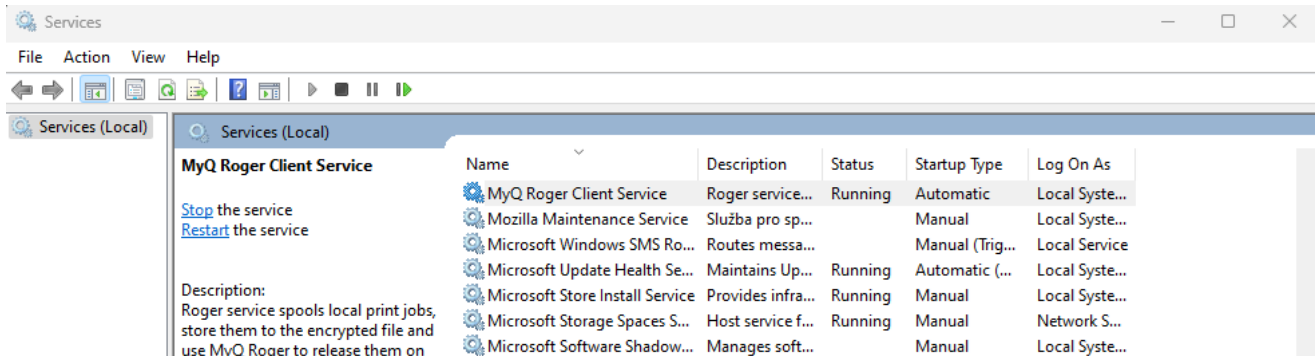 Services
File Action View Help
Services (Local)
Services (Local)
MyQ Roger Client Service
Stop the service
Restart the service
Description:
Roger service spools local print jobs,
store them to the encrypted file and
use MyQ Roger to release them on
Name Description Status Startup Type Log On As
MyQ Roger Client Service Roger service... Running Automatic Local Syste...
Mozilla Maintenance Service Služba pro sp... Manual Local Syste...
Microsoft Windows SMS Ro... Routes messa... Manual (Trig... Local Service
Microsoft Update Health Se... Maintains Up... Running Automatic (... Local Syste...
Microsoft Store Install Service Provides infra... Running Manual Local Syste...
Microsoft Storage Spaces S... Host service f... Running Manual Network S...
Microsoft Software Shadow... Manages soft... Manual Local Syste...